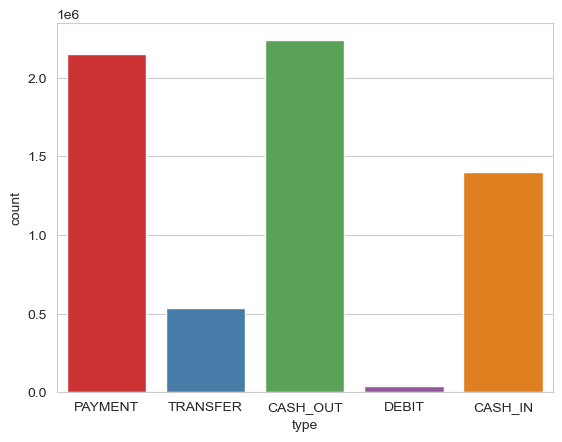 1e6
2.0
1.5
1.0
0.5
0.0
count
PAYMENT TRANSFER CASH_OUT DEBIT CASH_IN
type